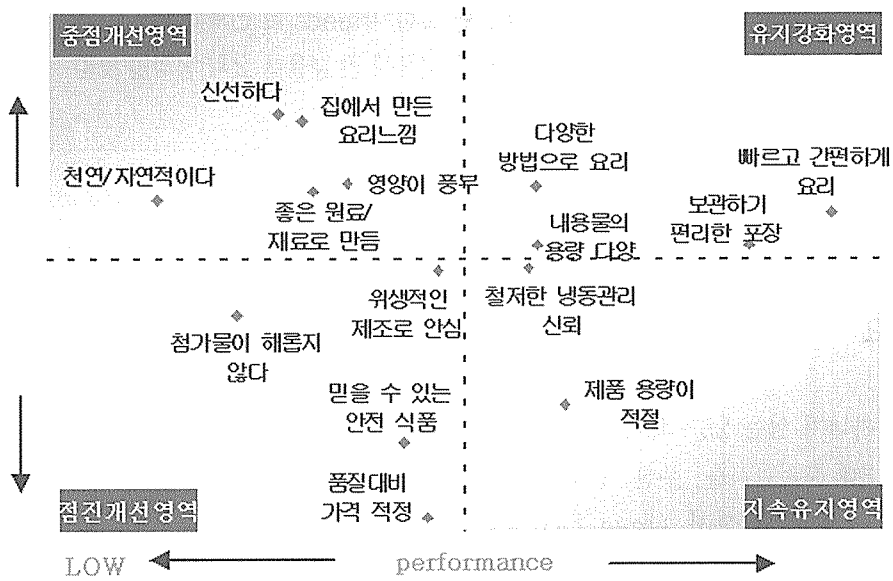 중점개선영역
유지강화영역
신선하다
집에서 만든
요리느낌
다양한
방법으로 요리
빠르고 간편하게
요리
천연/자연적이다
영양이 풍부
좋은 원료/
재료로 만듬
보관하기
편리한 포장
내용물의
용량 다양
위생적인
제조로 안심
철저한 냉동관리
신뢰
첨가물이 해롭지
않다
믿을 수 있는
안전 식품
제품 용량이
적절
품질대비
가격 적정
점진개선영역
지속유지영역
LOW
performance